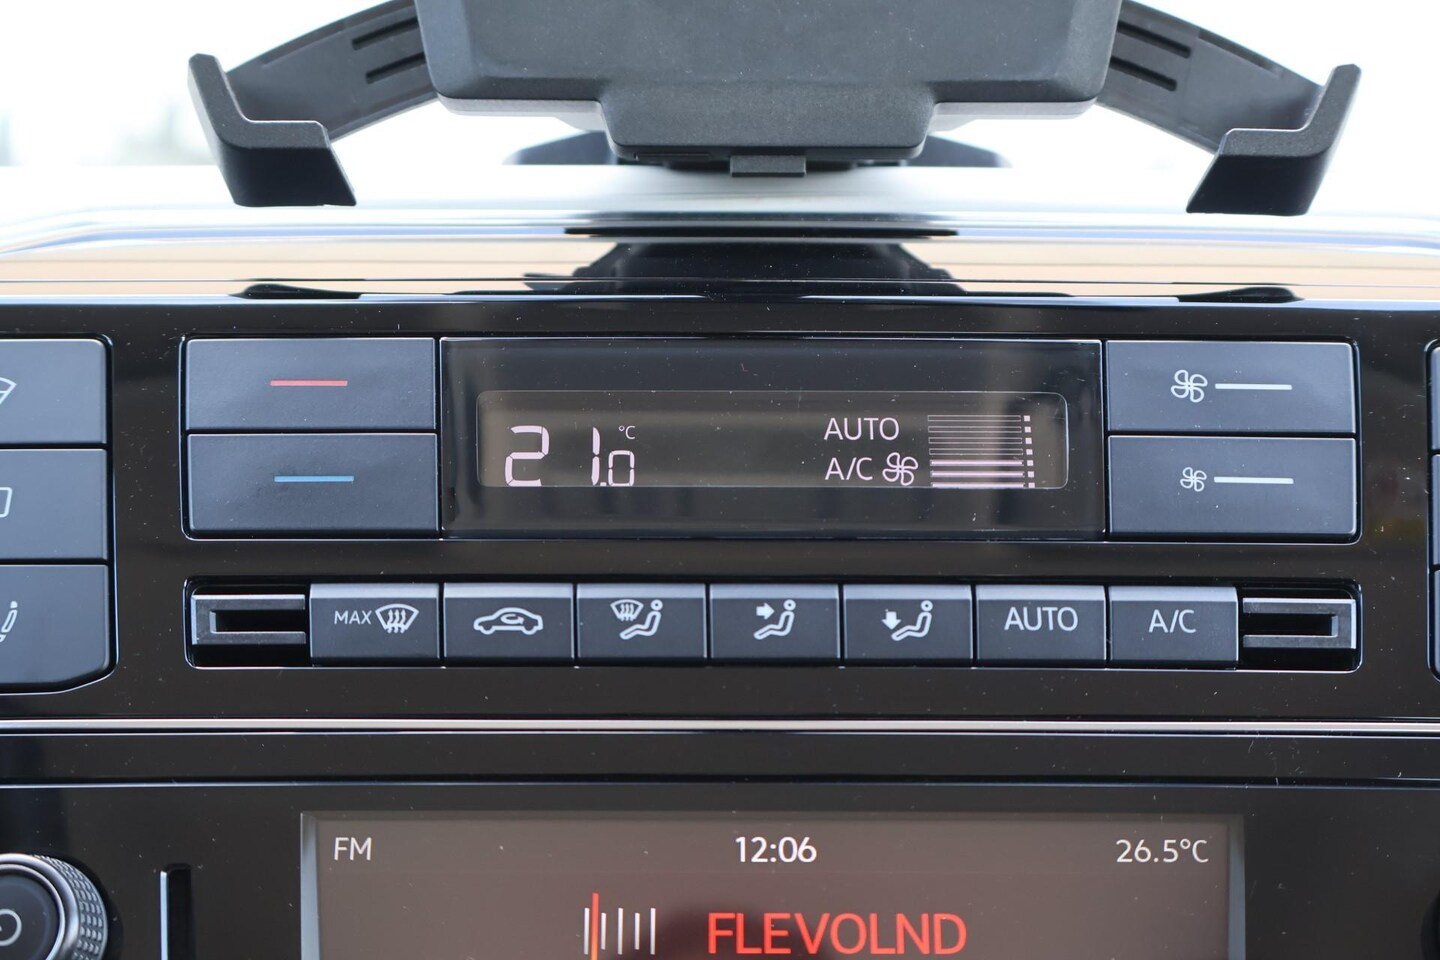 21.0 °C AUTO
A/C
MAX AUTO A/C
FM 12:06 26.5°C
FLEVOLND